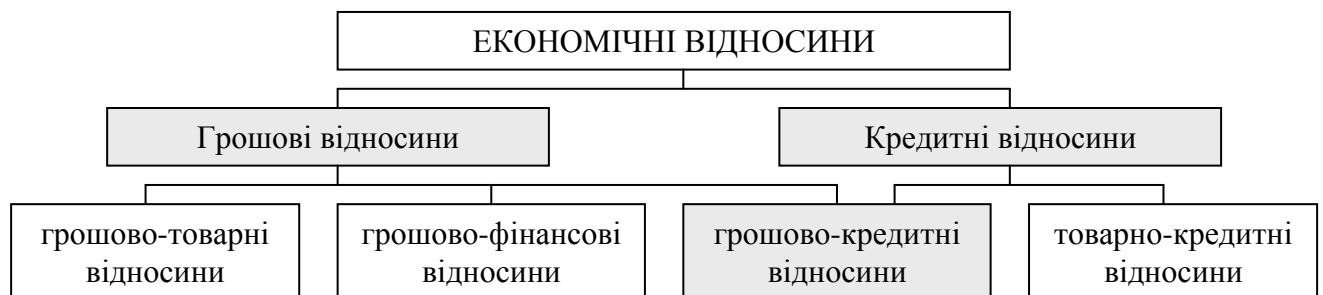 ЕКОНОМІЧНІ ВІДНОСИНИ
Грошові відносини
Кредитні відносини
грошово-товарні
відносини
грошово-фінансові
відносини
грошово-кредитні
відносини
товарно-кредитні
відносини